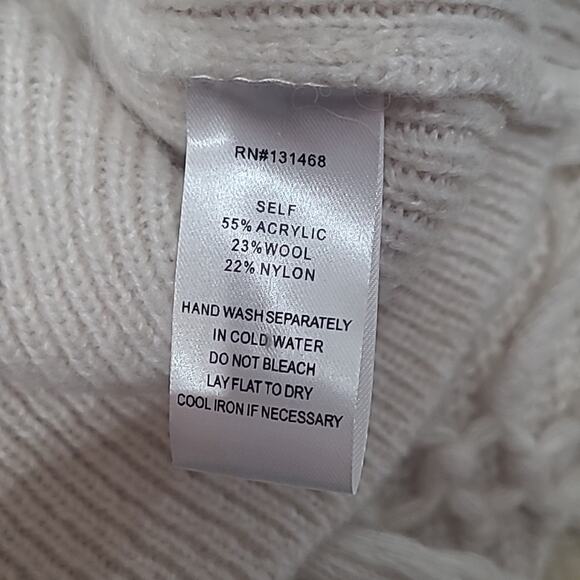 RN#131468
SELF
55% ACRYLIC
23% WOOL
22% NYLON
HAND WASH SEPARATELY
IN COLD WATER
DO NOT BLEACH
LAY FLAT TO DRY
COOL IRON IF NECESSARY